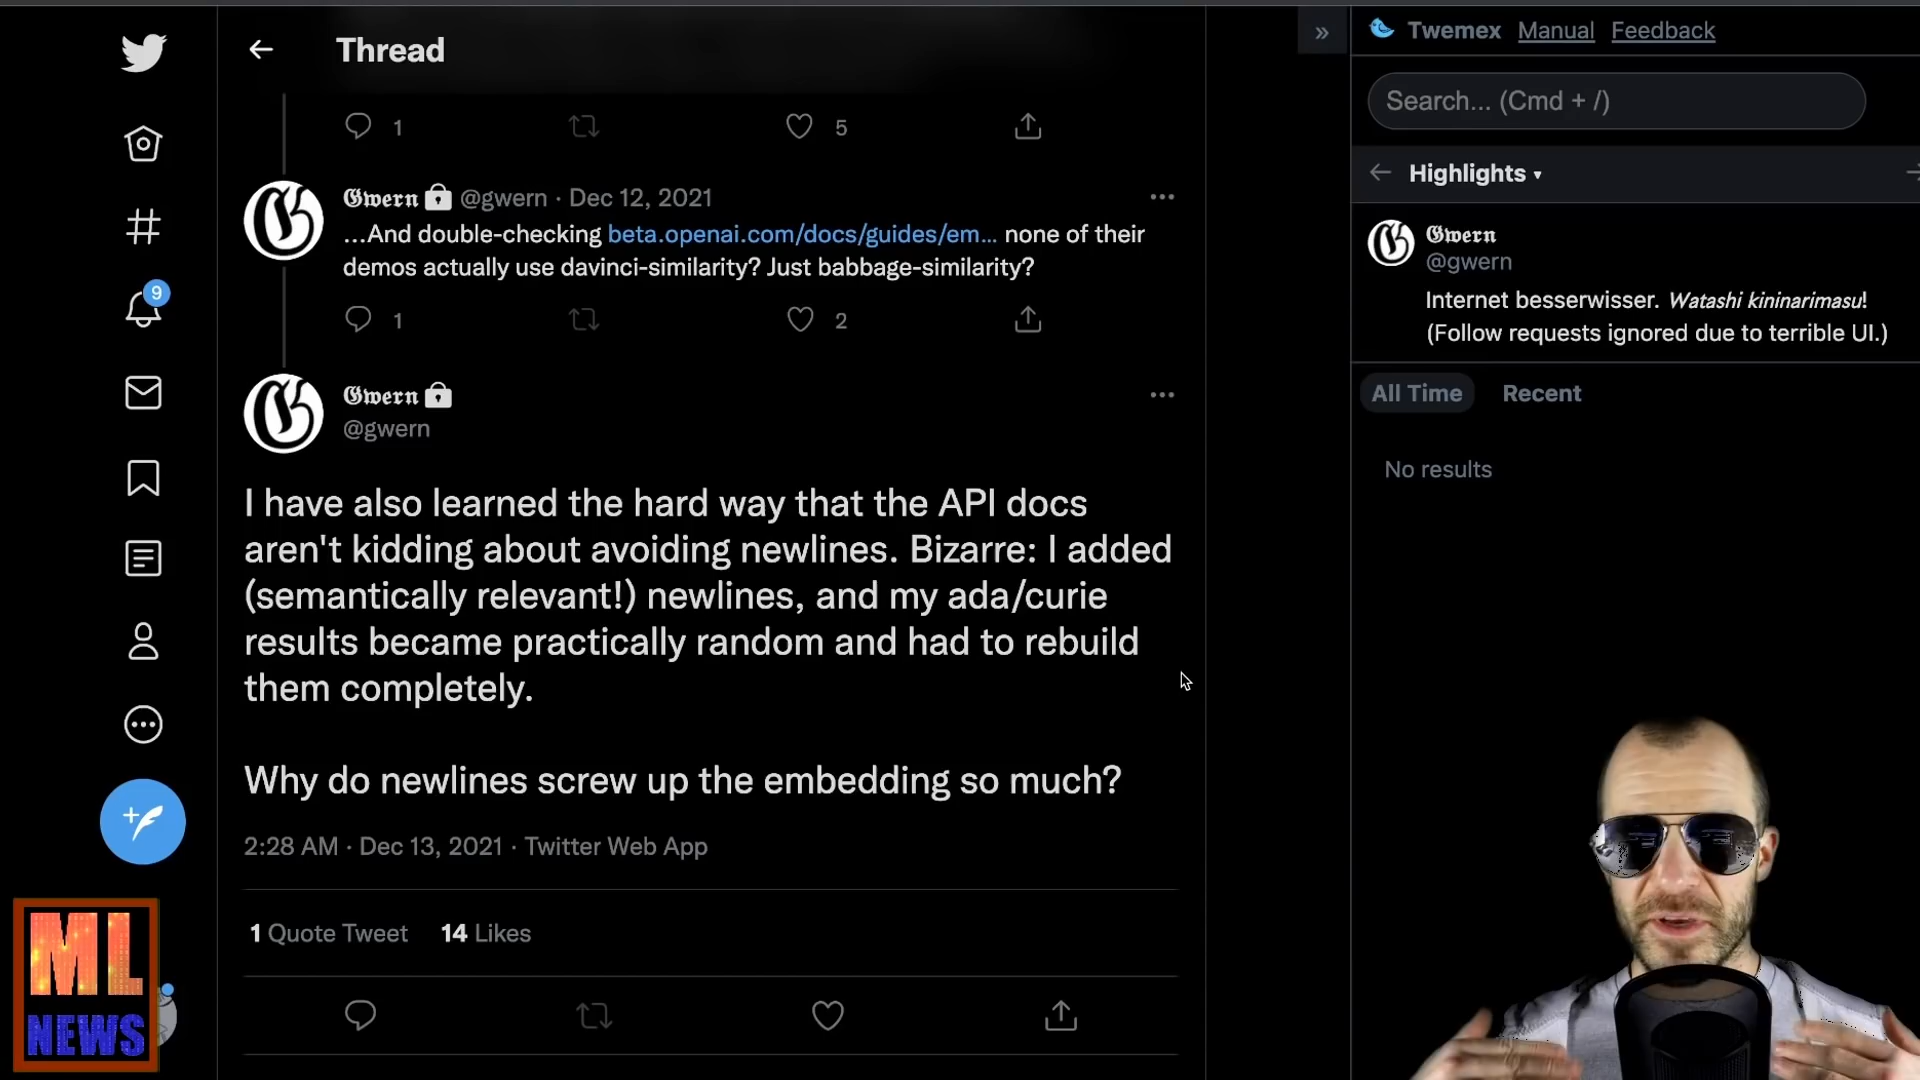 Thread
1
5
Gwern @gwern · Dec 12, 2021
...And double-checking beta.openai.com/docs/guides/em... none of their
demos actually use davinci-similarity? Just babbage-similarity?
1
2
Gwern
@gwern
I have also learned the hard way that the API docs
aren't kidding about avoiding newlines. Bizarre: I added
(semantically relevant!) newlines, and my ada/curie
results became practically random and had to rebuild
them completely.
Why do newlines screw up the embedding so much?
2:28 AM · Dec 13, 2021 · Twitter Web App
1 Quote Tweet 14 Likes
9
ML
NEWS
» 
Twemex Manual Feedback
Search... (Cmd + /)
Highlights
Gwern
@gwern
Internet besserwisser. Watashi kininarimasu!
(Follow requests ignored due to terrible UI.)
All Time Recent
No results